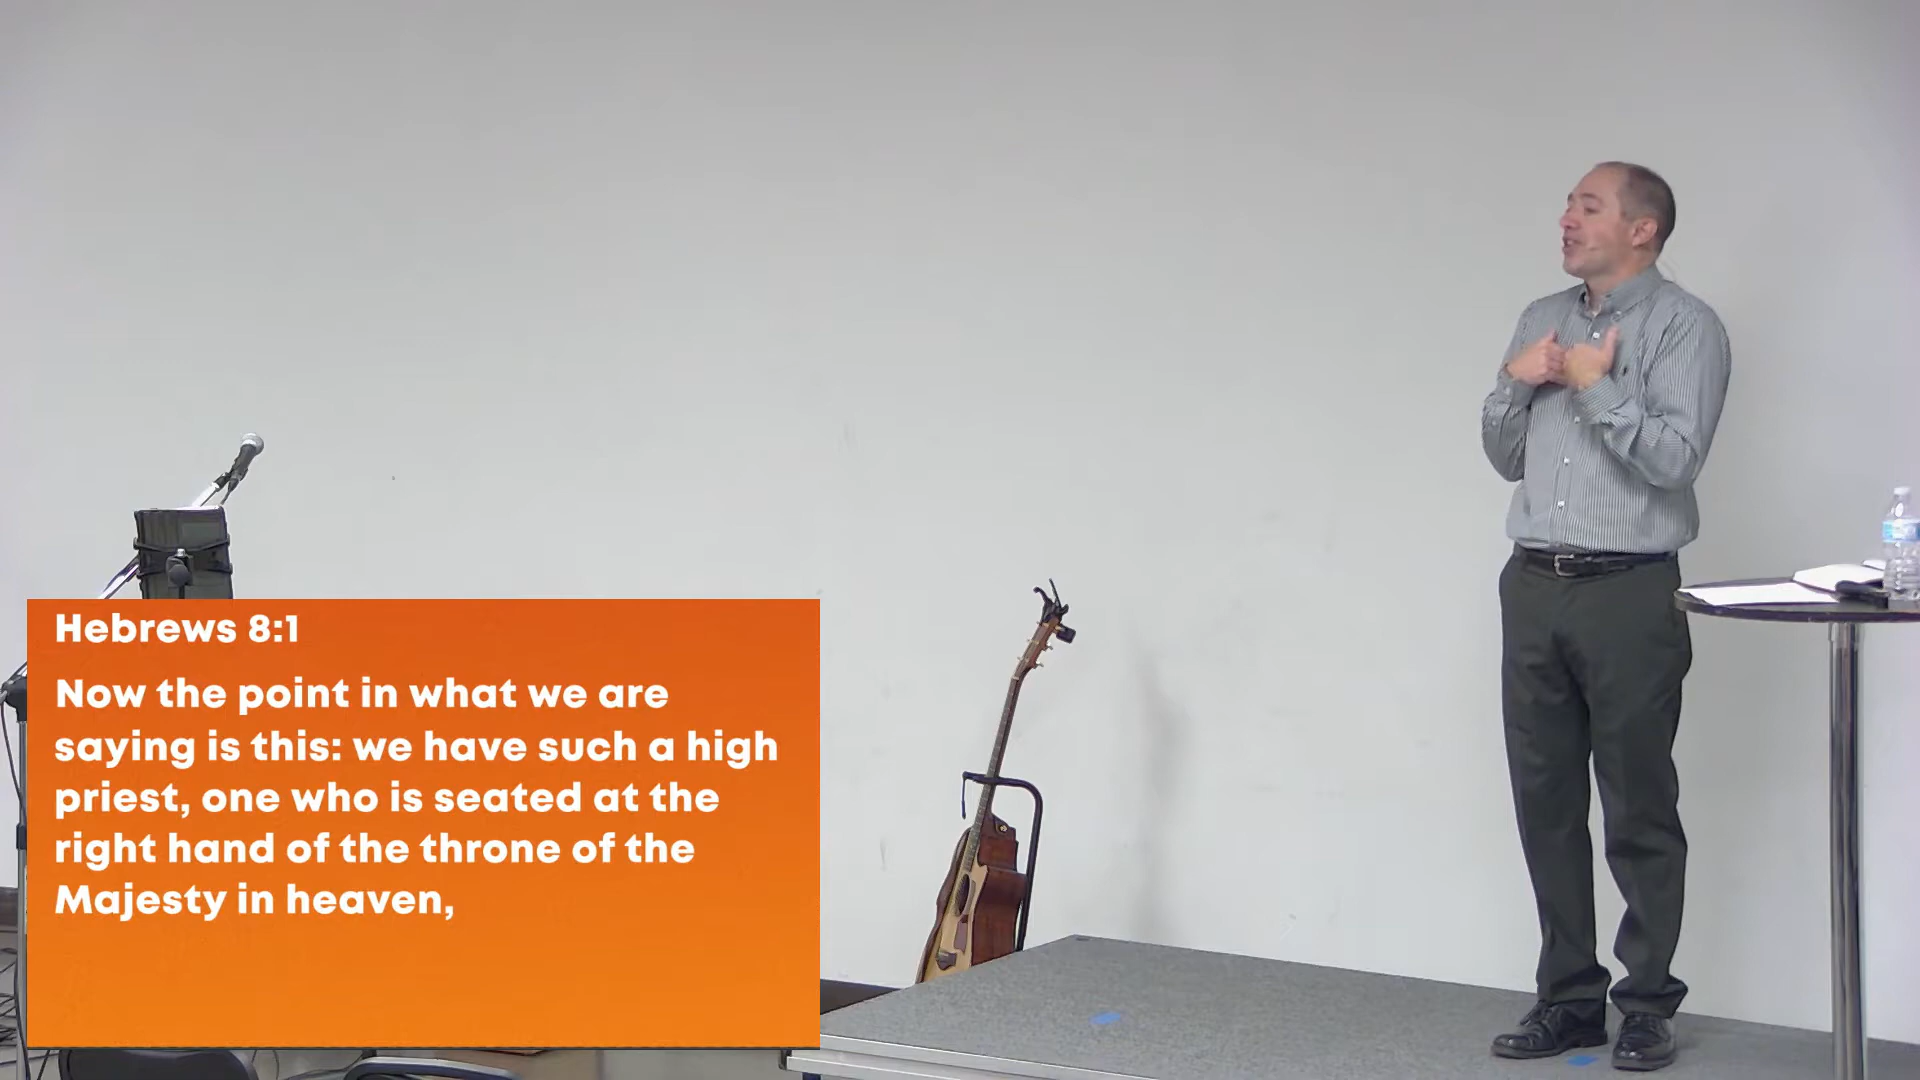 Hebrews 8:1
Now the point in what we are
saying is this: we have such a high
priest, one who is seated at the
right hand of the throne of the
Majesty in heaven,